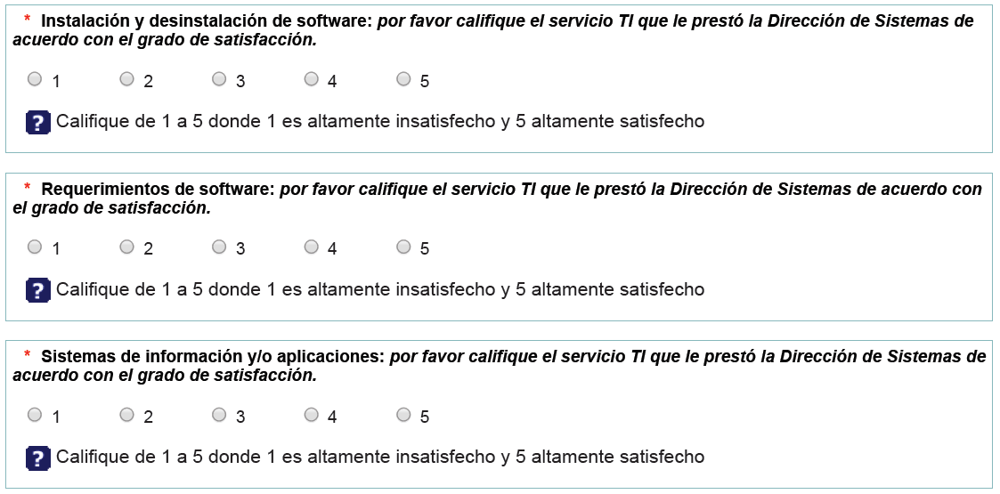 * Instalación y desinstalación de software: por favor califique el servicio TI que le prestó la Dirección de Sistemas de
acuerdo con el grado de satisfacción.
1 2 3 4 5
? Califique de 1 a 5 donde 1 es altamente insatisfecho y 5 altamente satisfecho
* Requerimientos de software: por favor califique el servicio TI que le prestó la Dirección de Sistemas de acuerdo con
el grado de satisfacción.
1 2 3 4 5
? Califique de 1 a 5 donde 1 es altamente insatisfecho y 5 altamente satisfecho
* Sistemas de información y/o aplicaciones: por favor califique el servicio TI que le prestó la Dirección de Sistemas de
acuerdo con el grado de satisfacción.
1 2 3 4 5
? Califique de 1 a 5 donde 1 es altamente insatisfecho y 5 altamente satisfecho